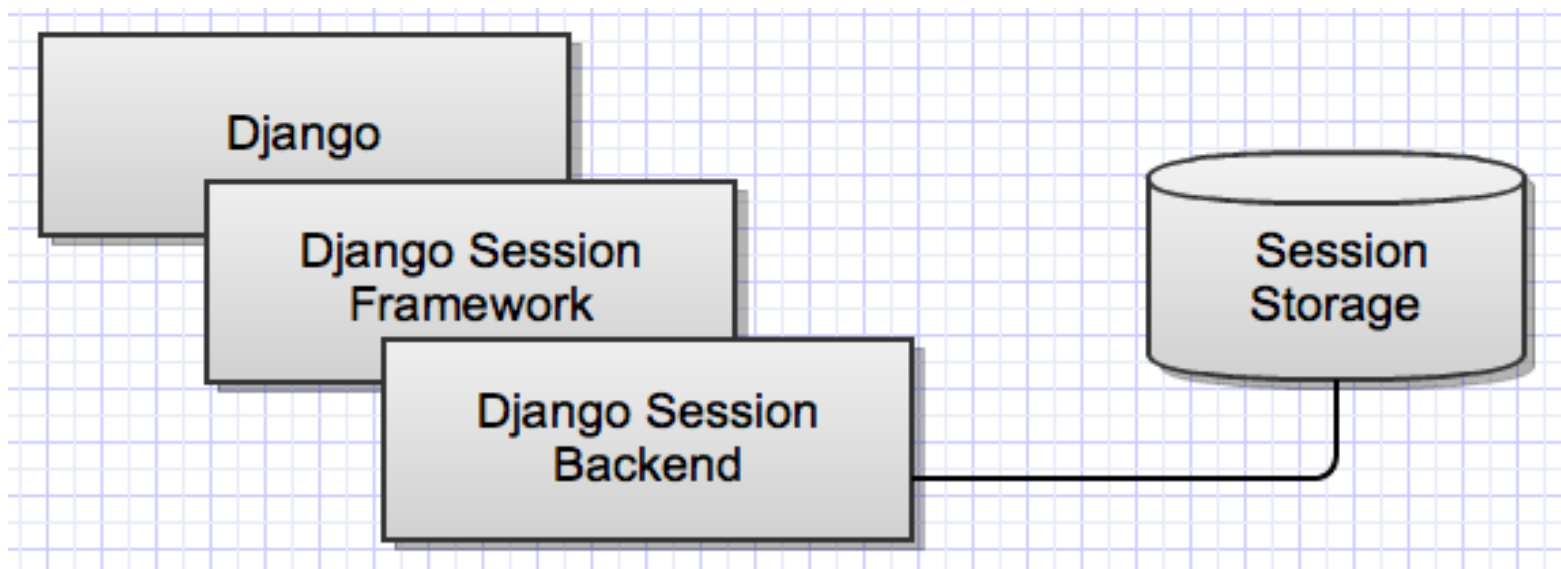 Django
Django Session
Framework
Django Session
Backend
Session
Storage